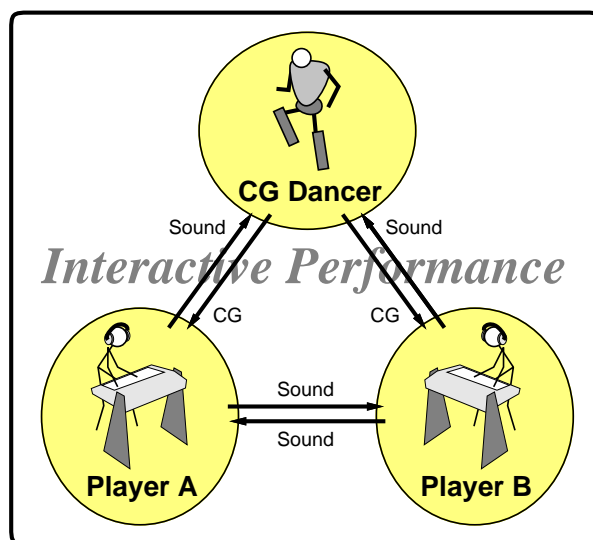 CG Dancer
Sound
Sound
Interactive Performance
CG
CG
Sound
Sound
Player A
Player B